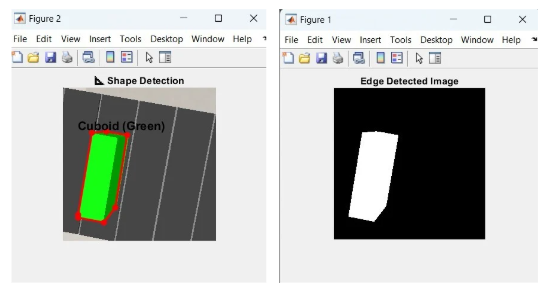 Figure 2
File Edit View Insert Tools Desktop Window Help
Shape Detection
Cuboid (Green)
Figure 1
File Edit View Insert Tools Desktop Window Help
Edge Detected Image